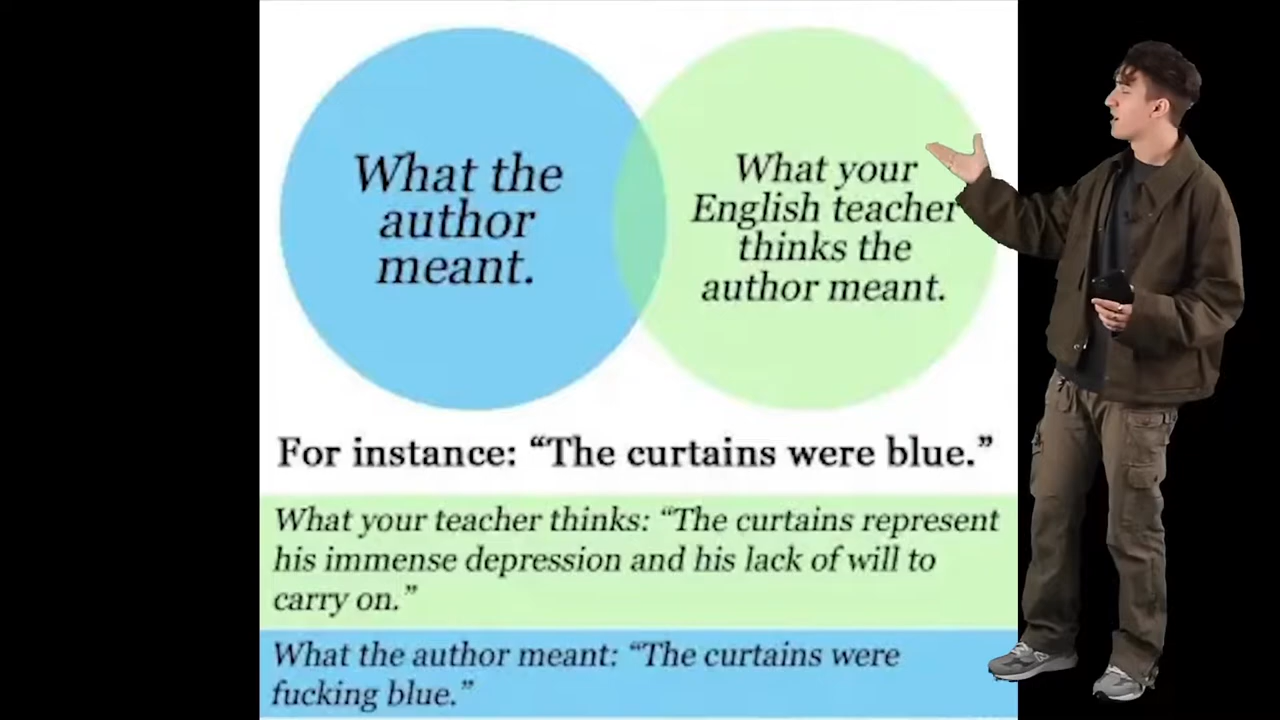 What the
author
meant.
What your
English teacher
thinks the
author meant.
For instance: “The curtains were blue.”
What your teacher thinks: “The curtains represent
his immense depression and his lack of will to
carry on.”
What the author meant: “The curtains were
fucking blue.”